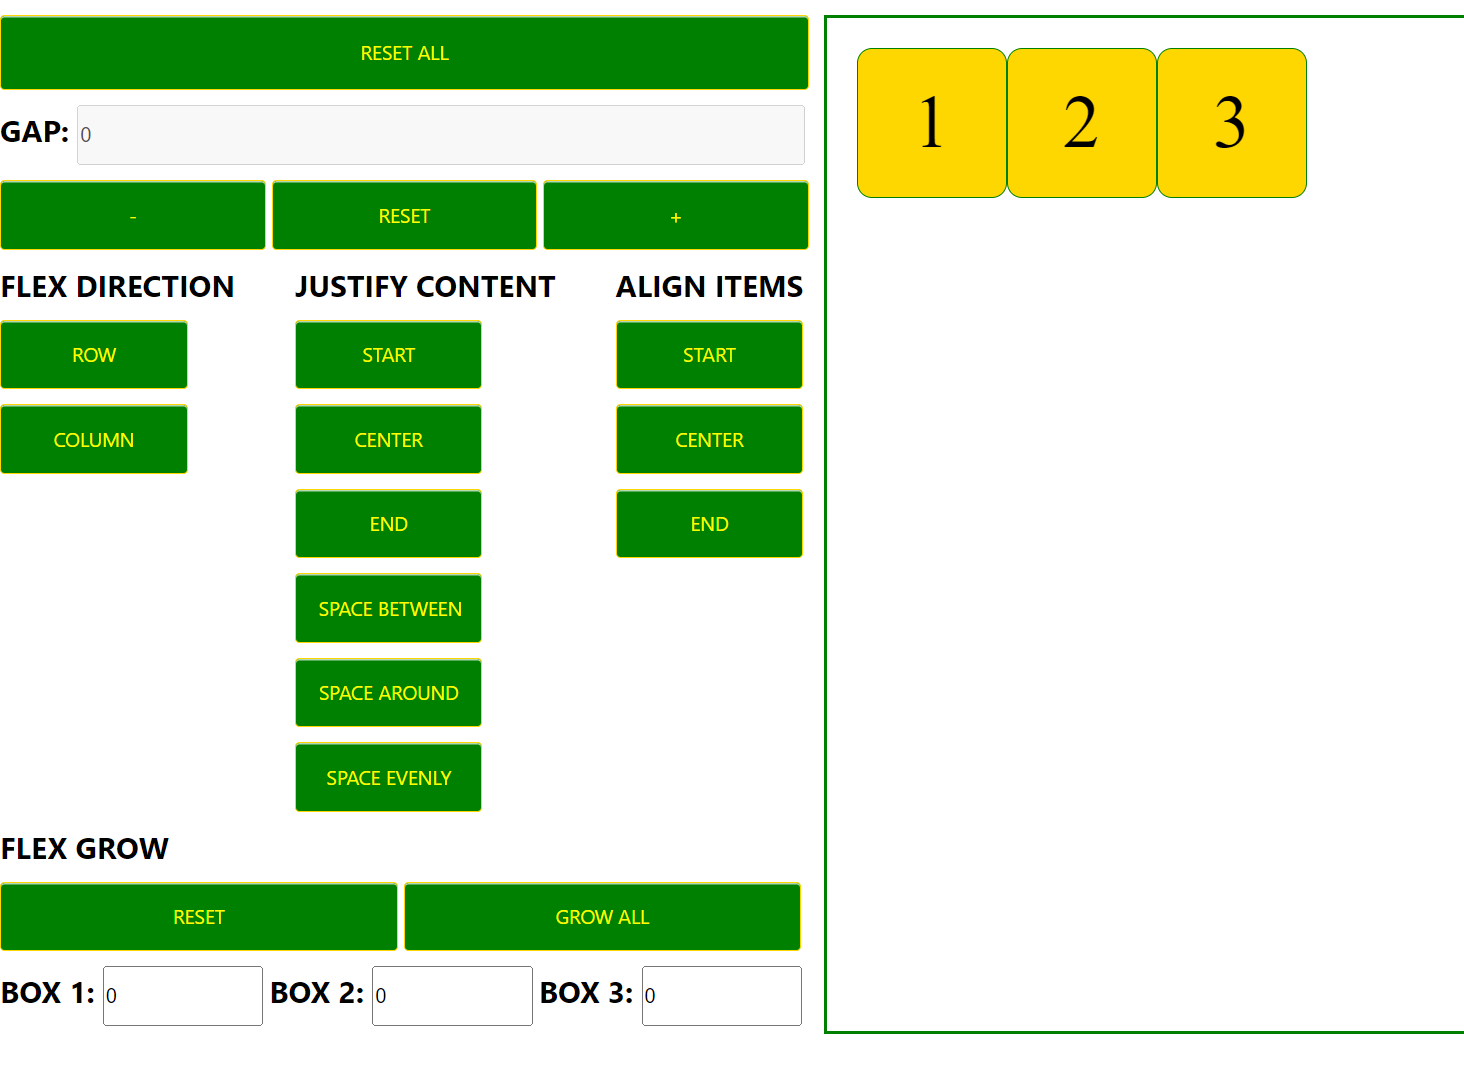 RESET ALL
GAP: 0
- RESET +
FLEX DIRECTION JUSTIFY CONTENT ALIGN ITEMS
ROW START START
COLUMN CENTER CENTER
END END
SPACE BETWEEN
SPACE AROUND
SPACE EVENLY
FLEX GROW
RESET GROW ALL
BOX 1: 0 BOX 2: 0 BOX 3: 0
1 2 3